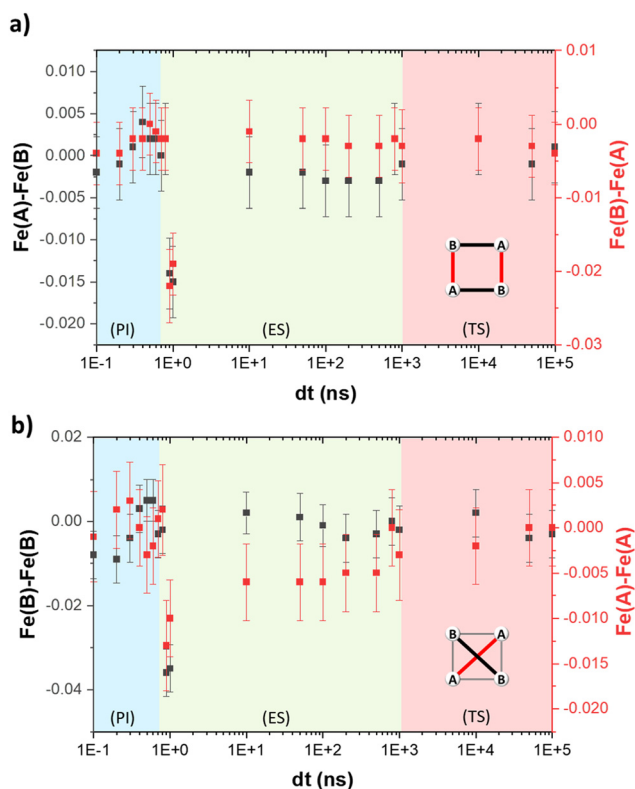 a)
0.010
0.005
0.000
-0.005
-0.010
-0.015
-0.020
Fe(A)-Fe(B)
0.01
0.00
-0.01
-0.02
-0.03
Fe(B)-Fe(A)
B A
A B
(PI) (ES) (TS)
1E-1 1E+0 1E+1 1E+2 1E+3 1E+4 1E+5
dt (ns)
b)
0.02
0.00
-0.02
-0.04
Fe(B)-Fe(B)
0.010
0.005
0.000
-0.005
-0.010
-0.015
-0.020
Fe(A)-Fe(A)
B A
A B
(PI) (ES) (TS)
1E-1 1E+0 1E+1 1E+2 1E+3 1E+4 1E+5
dt (ns)